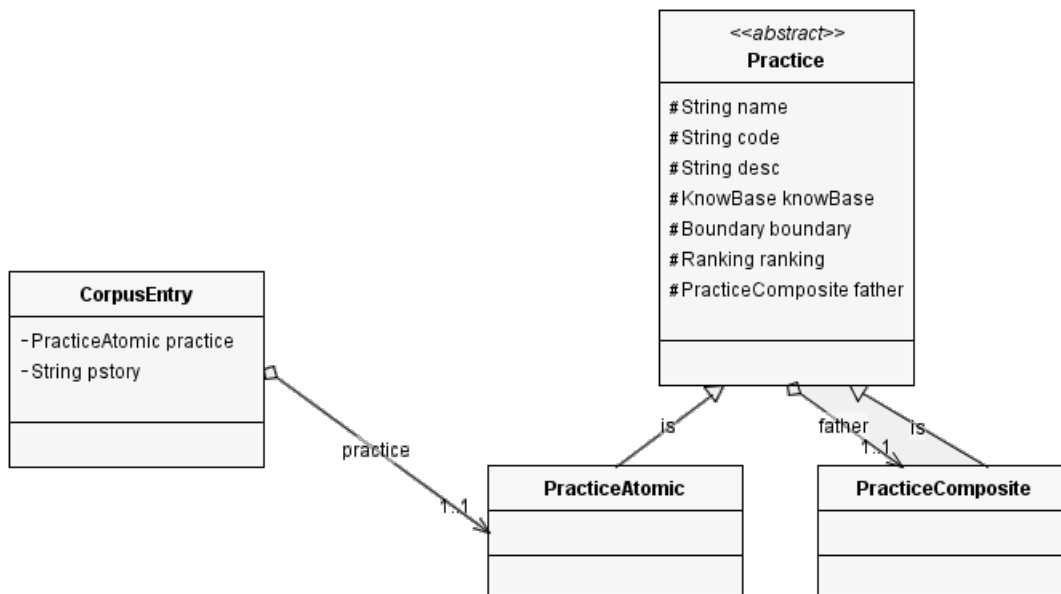 <<abstract>>
Practice
#String name
#String code
#String desc
#KnowBase knowBase
#Boundary boundary
#Ranking ranking
#PracticeComposite father
CorpusEntry
-PracticeAtomic practice
-String pstory
is
father
is
practice
1..1
1..1
PracticeAtomic
PracticeComposite